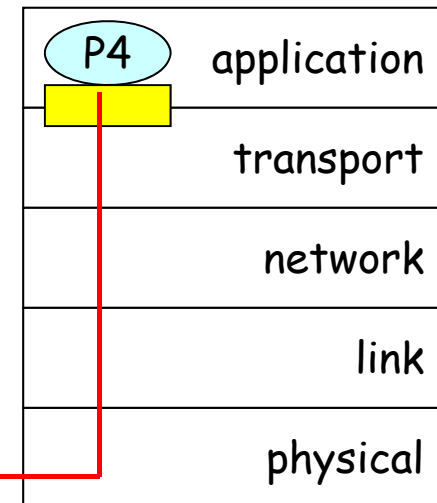 P4 application
transport
network
link
physical